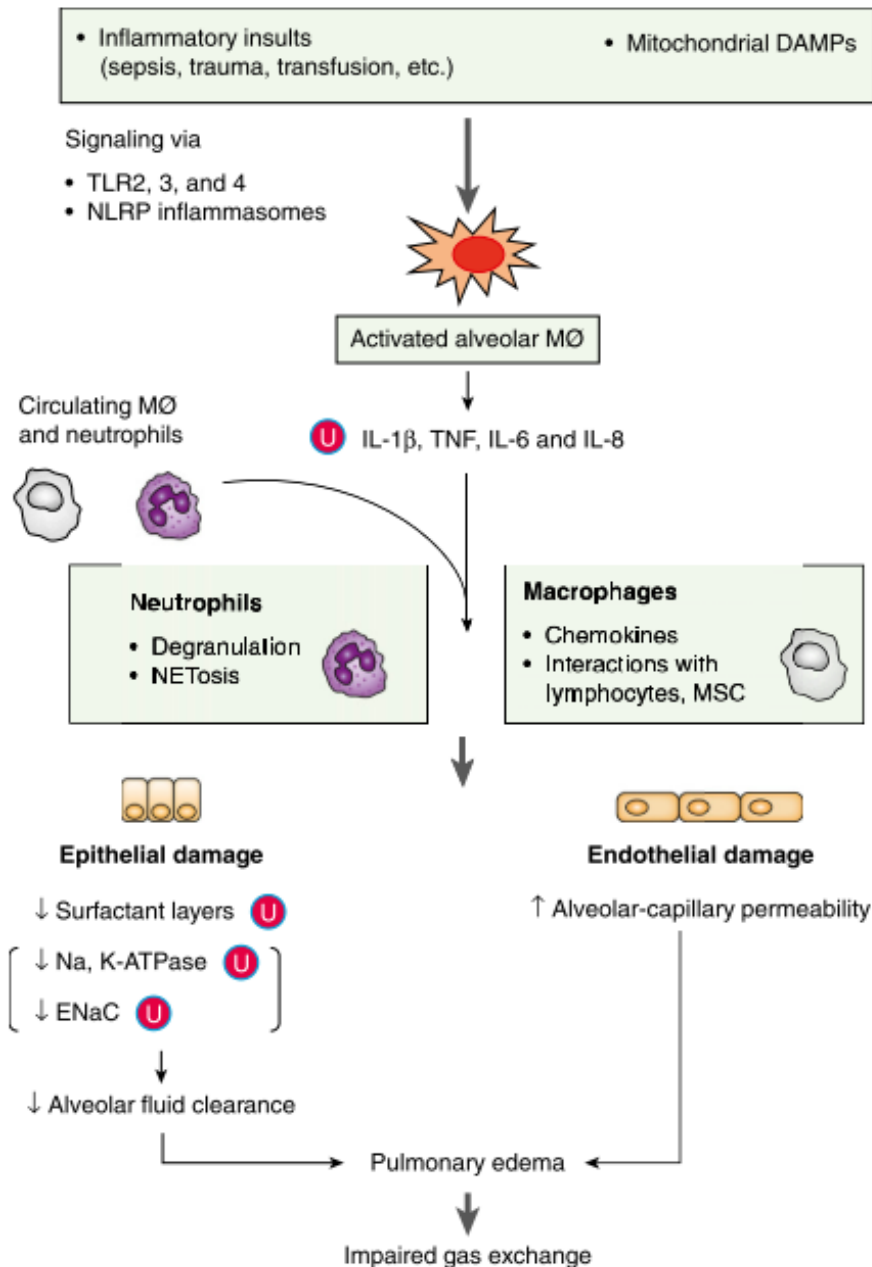 • Inflammatory insults
(sepsis, trauma, transfusion, etc.)
• Mitochondrial DAMPs
Signaling via
• TLR2, 3, and 4
• NLRP inflammasomes
Activated alveolar MØ
Circulating MØ
and neutrophils
U IL-1β, TNF, IL-6 and IL-8
Neutrophils
• Degranulation
• NETosis
Macrophages
• Chemokines
• Interactions with
lymphocytes, MSC
Epithelial damage
↓ Surfactant layers U
↓ Na, K-ATPase U
↓ ENaC U
↓ Alveolar fluid clearance
Endothelial damage
↑ Alveolar-capillary permeability
Pulmonary edema
Impaired gas exchange